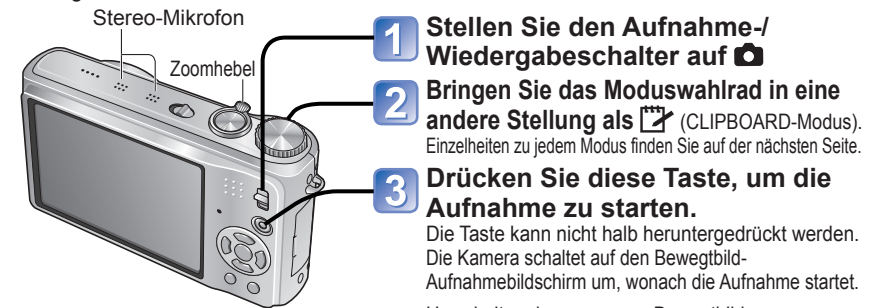 Stereo-Mikrofon
Zoomhebel
1 Stellen Sie den Aufnahme-/
Wiedergabeschalter auf
2 Bringen Sie das Moduswahlrad in eine
andere Stellung als (CLIPBOARD-Modus).
Einzelheiten zu jedem Modus finden Sie auf der nächsten Seite.
3 Drücken Sie diese Taste, um die
Aufnahme zu starten.
Die Taste kann nicht halb heruntergedrückt werden.
Die Kamera schaltet auf den Bewegtbild-
Aufnahmebildschirm um, wonach die Aufnahme startet.